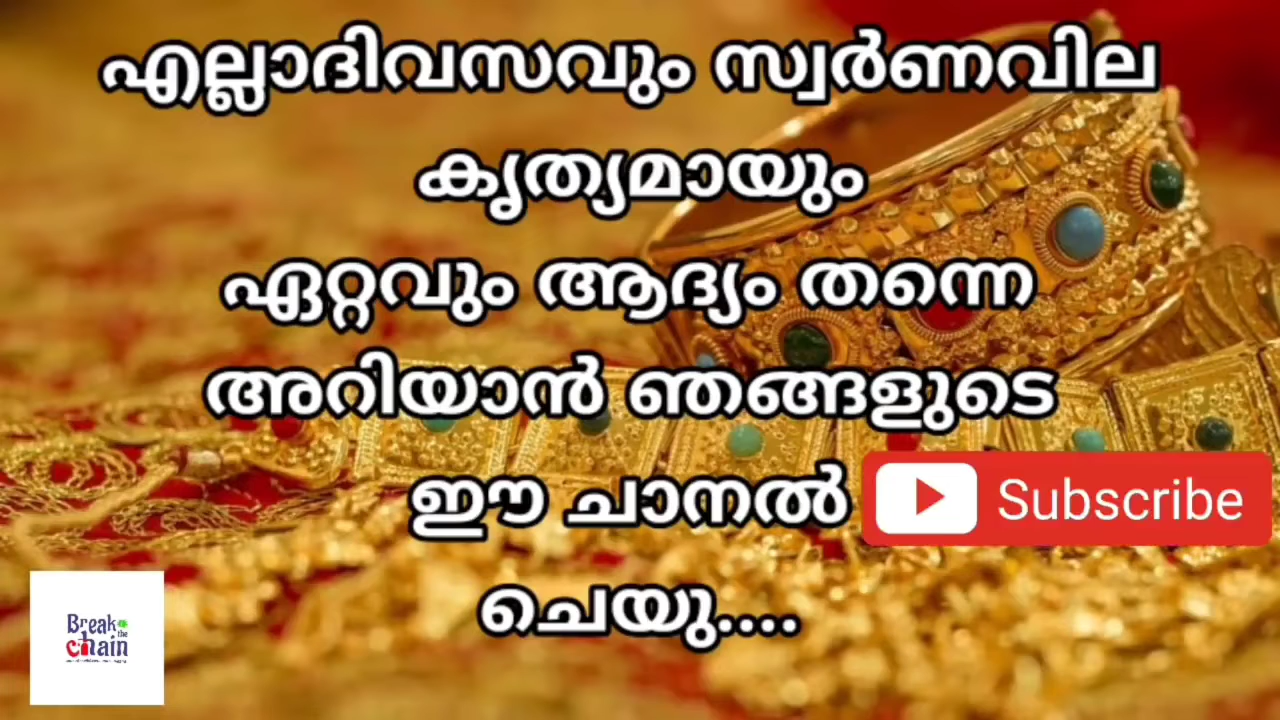 എല്ലാദിവസവും സ്വർണവില
കൃത്യമായും
ഏറ്റവും ആദ്യം തന്നെ
അറിയാൻ ഞങ്ങളുടെ
ഈ ചാനൽ Subscribe
ചെയു....
Break
the
chain